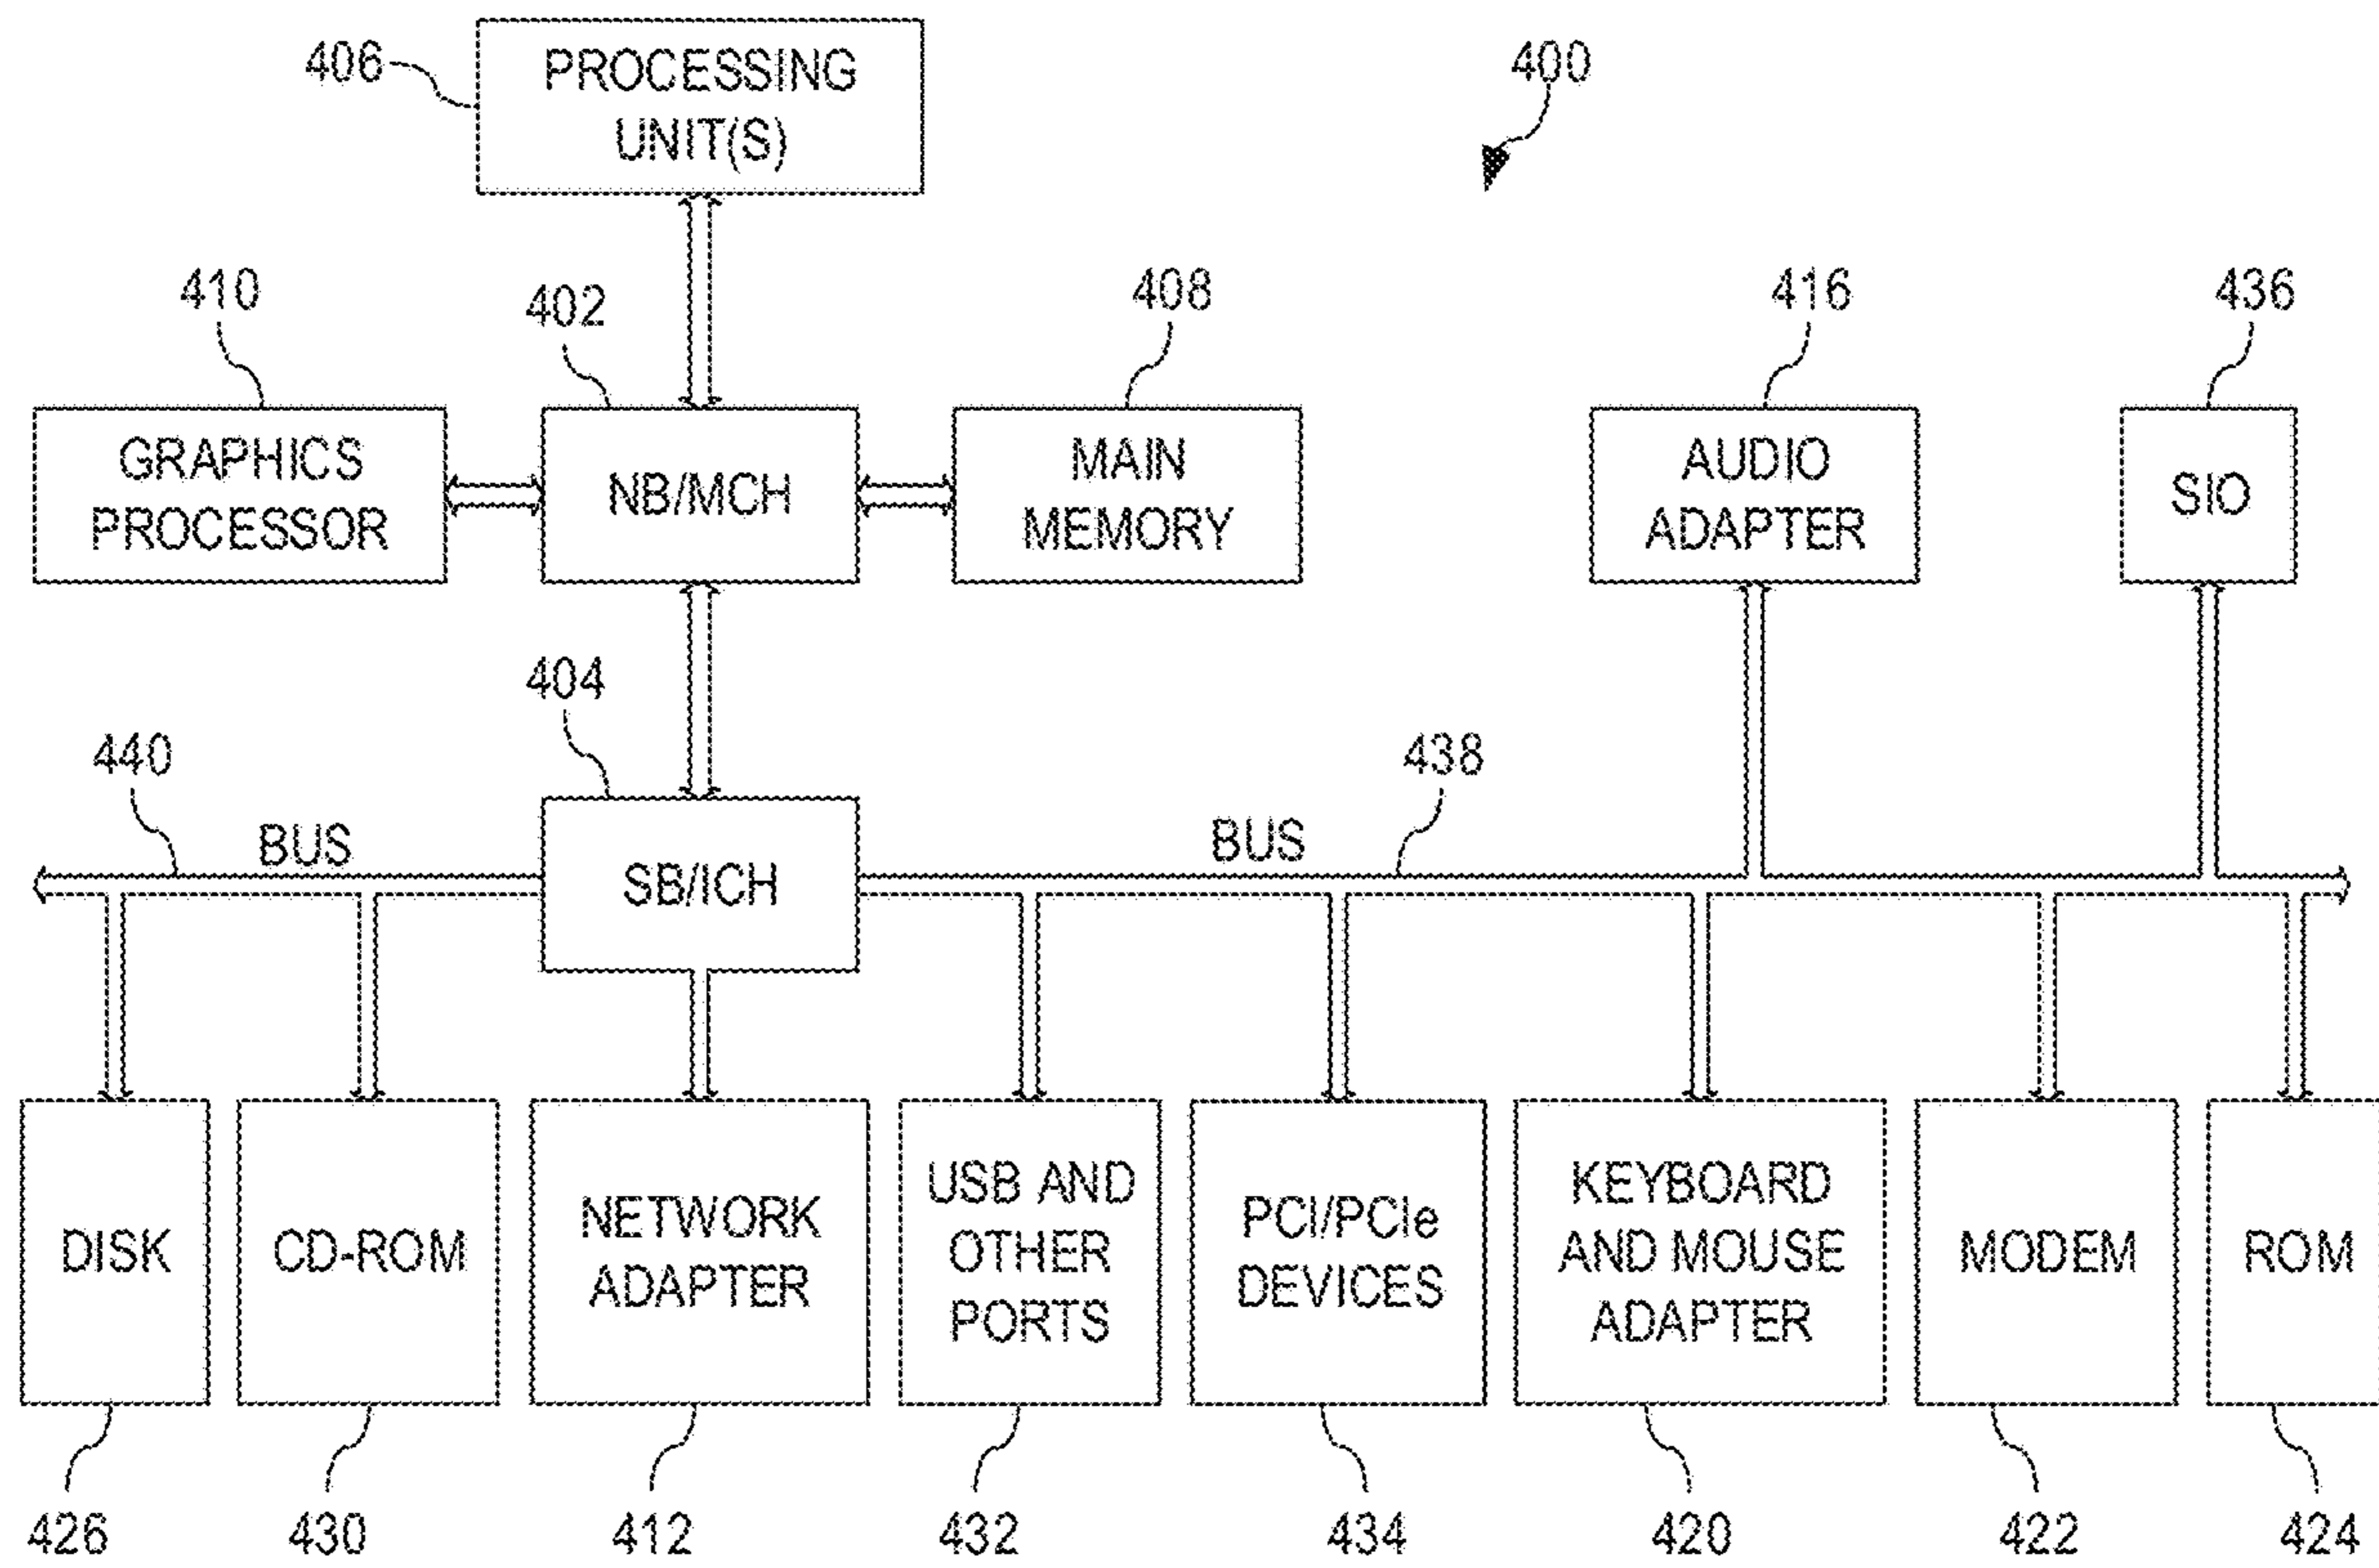 406
PROCESSING
UNIT(S)
400
410
402
408
416
436
GRAPHICS
PROCESSOR
NB/MCH
MAIN
MEMORY
AUDIO
ADAPTER
SIO
404
440
438
BUS
BUS
SB/ICH
DISK
CD-ROM
NETWORK
ADAPTER
USB AND
OTHER
PORTS
PCI/PCIe
DEVICES
KEYBOARD
AND MOUSE
ADAPTER
MODEM
ROM
426
430
412
432
434
420
422
424